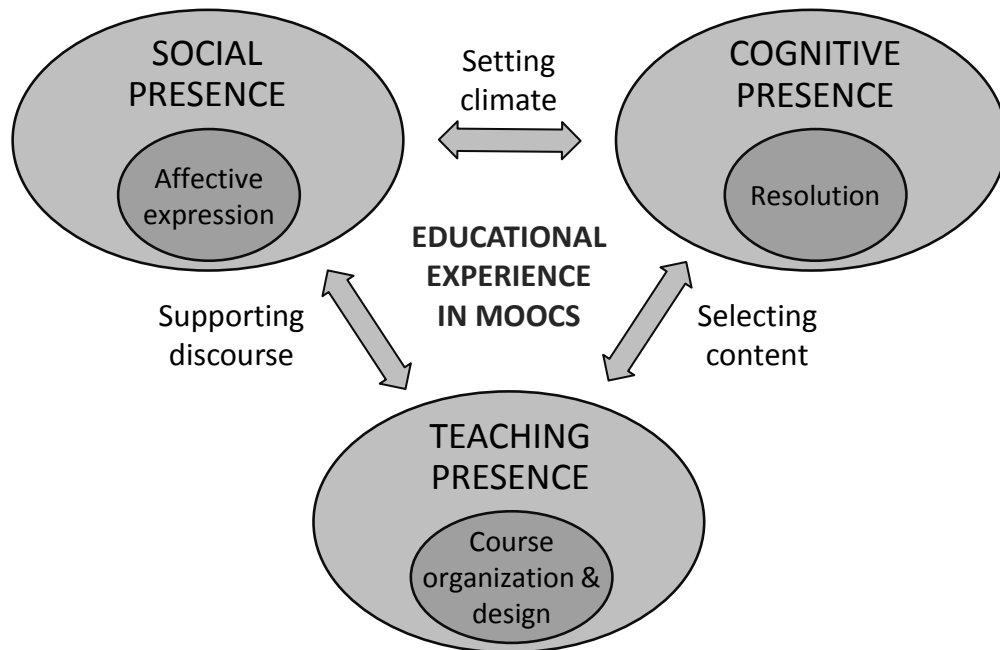 SOCIAL
PRESENCE
Affective
expression
Setting
climate
COGNITIVE
PRESENCE
Resolution
EDUCATIONAL
EXPERIENCE
IN MOOCS
Supporting
discourse
Selecting
content
TEACHING
PRESENCE
Course
organization &
design